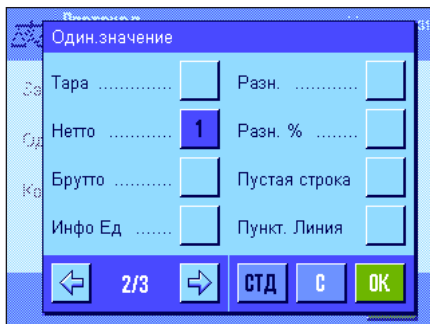 Один.значение
Тара ............. Разн. .............
Нетто ........... 1 Разн. % ........
Брутто .......... Пустая строка
Инфо Ед ....... Пункт. Линия
2/3 СТД C OK